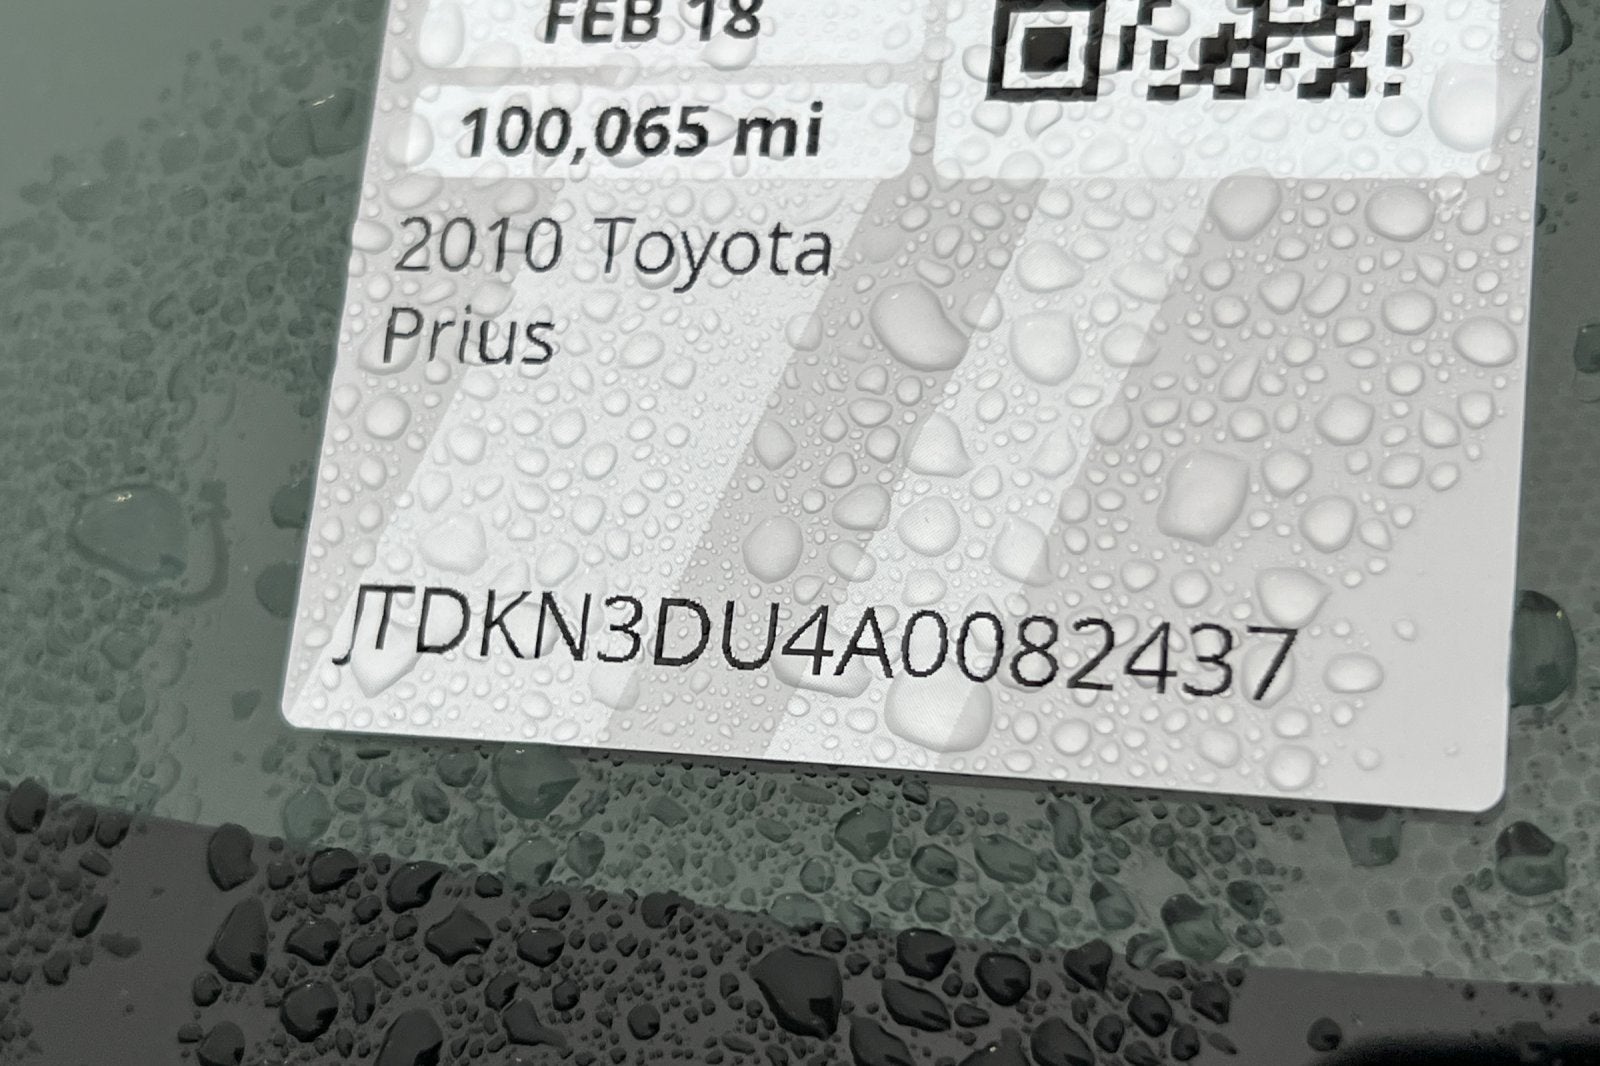 FEB 18
100,065 mi
2010 Toyota
Prius
JTDKN3DU4A0082437